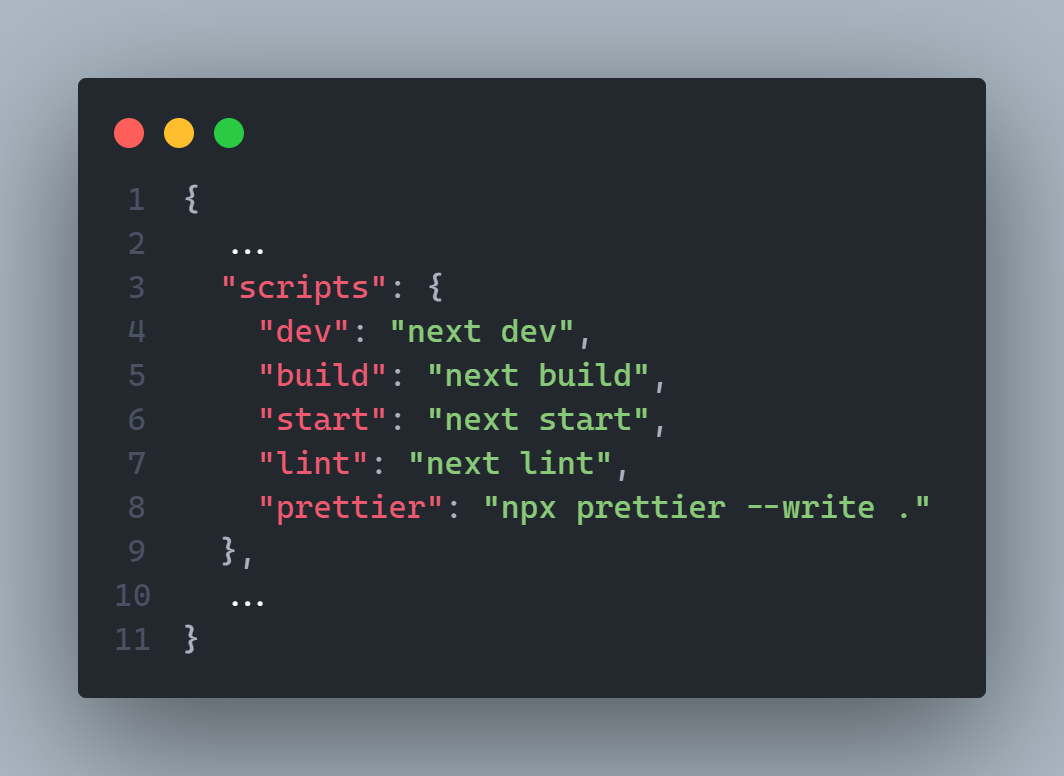 1 {
2 ...
3 "scripts": {
4 "dev": "next dev",
5 "build": "next build",
6 "start": "next start",
7 "lint": "next lint",
8 "prettier": "npx prettier --write ."
9 },
10 ...
11 }